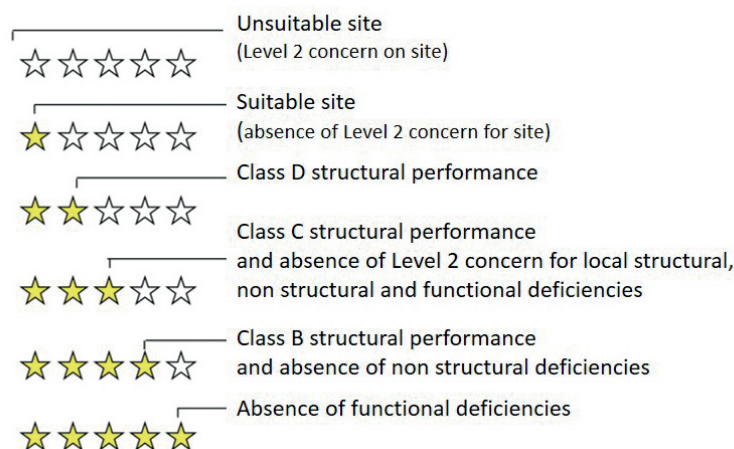 Unsuitable site
(Level 2 concern on site)
Suitable site
(absence of Level 2 concern for site)
Class D structural performance
Class C structural performance
and absence of Level 2 concern for local structural,
non structural and functional deficiencies
Class B structural performance
and absence of non structural deficiencies
Absence of functional deficiencies